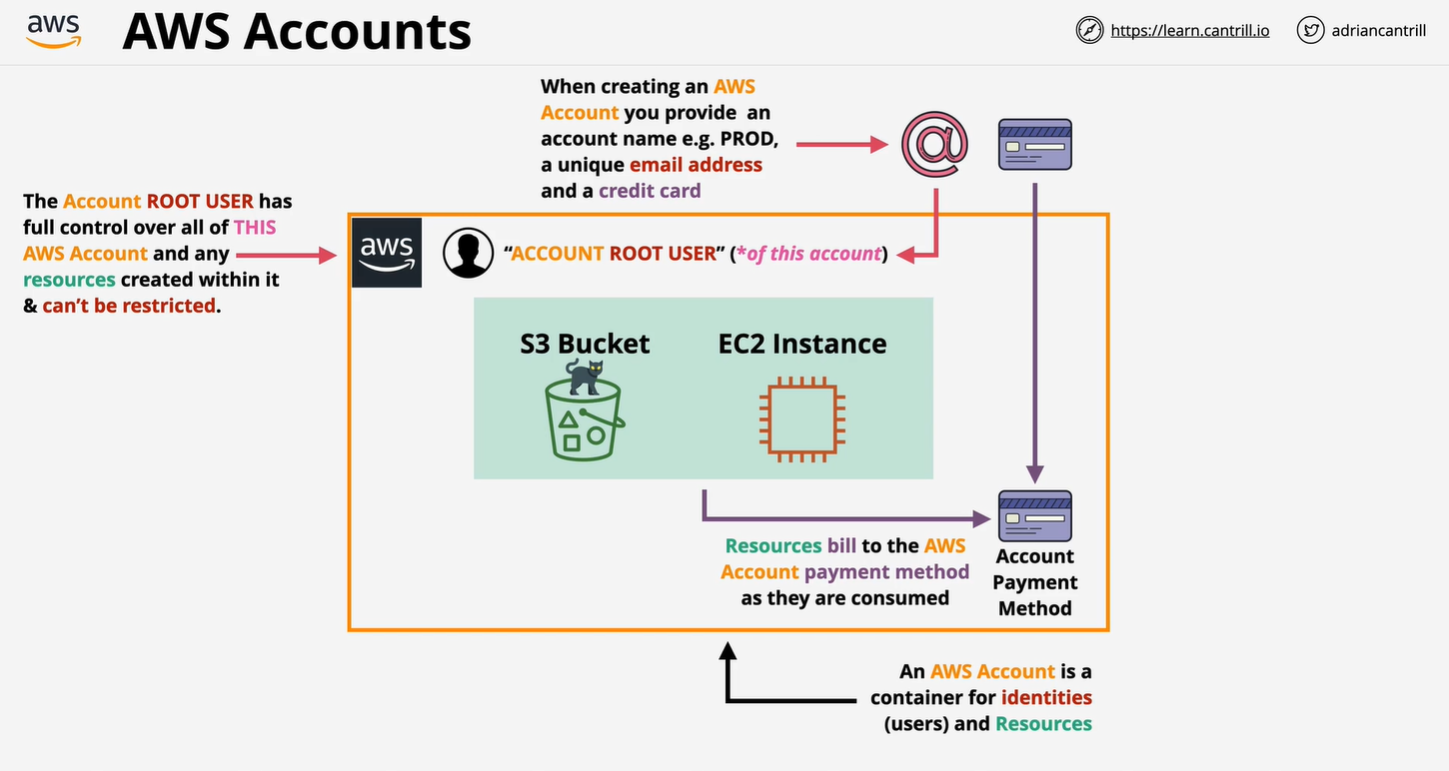 aws
AWS Accounts
https://learn.cantrill.io
adriancantrill
When creating an AWS
Account you provide an
account name e.g. PROD,
a unique email address
and a credit card
@
The Account ROOT USER has
full control over all of THIS
AWS Account and any
resources created within it
& can't be restricted.
aws
“ACCOUNT ROOT USER” (*of this account)
S3 Bucket
EC2 Instance
Resources bill to the AWS
Account payment method
as they are consumed
Account
Payment
Method
An AWS Account is a
container for identities
(users) and Resources